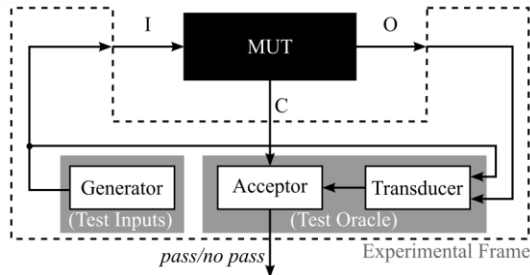 I
MUT
O
C
Generator
(Test Inputs)
Acceptor
Transducer
(Test Oracle)
pass/no pass
Experimental Frame